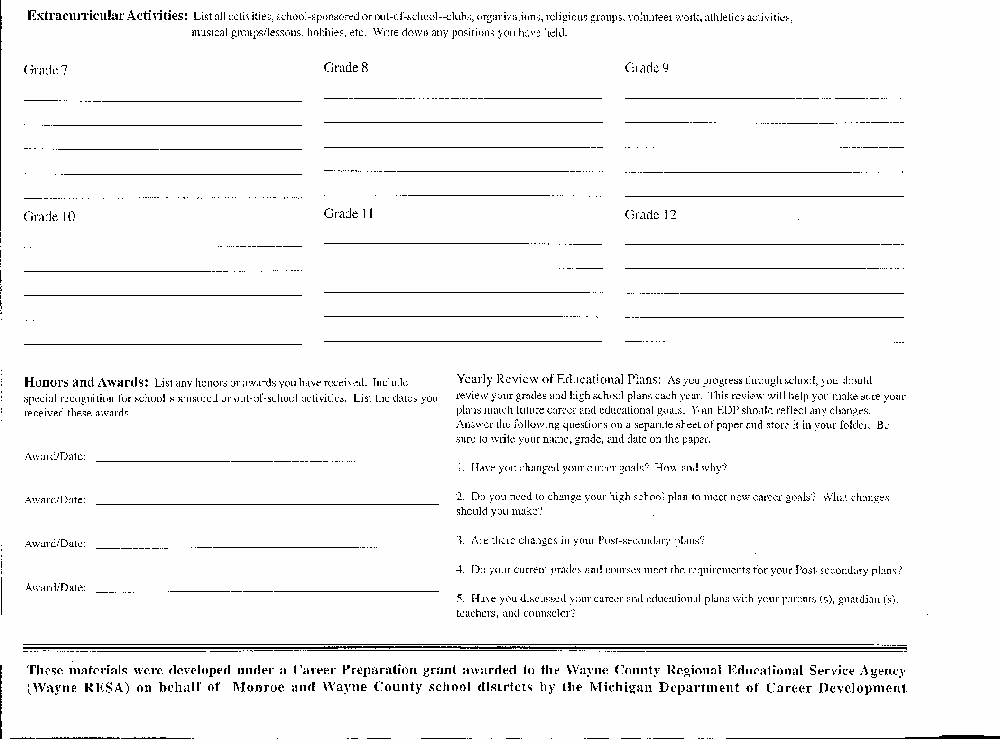 Extracurricular Activities: List all activities, school-sponsored or out-of-school--clubs, organizations, religious groups, volunteer work, athletics activities,
musical groups/lessons, hobbies, etc. Write down any positions you have held.
Grade 7
Grade 8
Grade 9
Grade 10
Grade 11
Grade 12
Honors and Awards: List any honors or awards you have received. Include
special recognition for school-sponsored or out-of-school activities. List the dates you
received these awards.
Award/Date:
Award/Date:
Award/Date:
Award/Date:
Yearly Review of Educational Plans: As you progress through school, you should
review your grades and high school plans each year. This review will help you make sure your
plans match future career and educational goals. Your EDP should reflect any changes.
Answer the following questions on a separate sheet of paper and store it in your folder. Be
sure to write your name, grade, and date on the paper.
1. Have you changed your career goals? How and why?
2. Do you need to change your high school plan to meet new career goals? What changes
should you make?
3. Are there changes in your Post-secondary plans?
4. Do your current grades and courses meet the requirements for your Post-secondary plans?
5. Have you discussed your career and educational plans with your parents (s), guardian (s),
teachers, and counselor?
These materials were developed under a Career Preparation grant awarded to the Wayne County Regional Educational Service Agency
(Wayne RESA) on behalf of Monroe and Wayne County school districts by the Michigan Department of Career Development